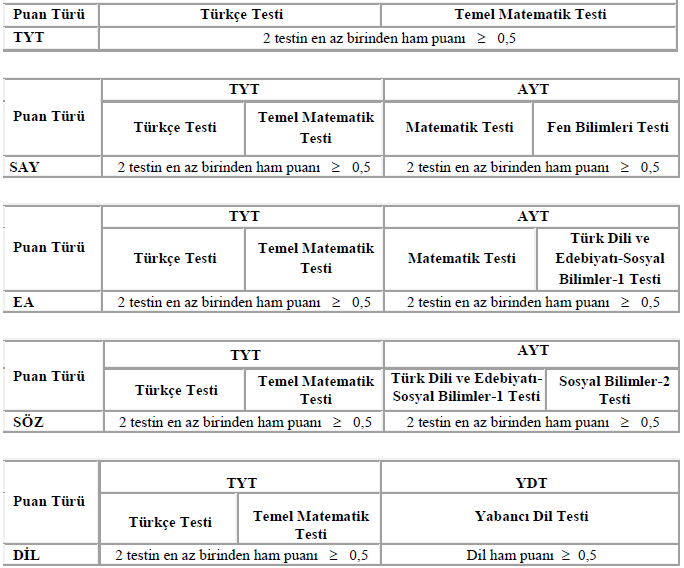 Puan Türü Türkçe Testi Temel Matematik Testi
TYT 2 testin en az birinden ham puanı ≥ 0,5
TYT AYT
Puan Türü Türkçe Testi Temel Matematik Testi Matematik Testi Fen Bilimleri Testi
SAY 2 testin en az birinden ham puanı ≥ 0,5 2 testin en az birinden ham puanı ≥ 0,5
TYT AYT
Puan Türü Türkçe Testi Temel Matematik Testi Matematik Testi Türk Dili ve Edebiyatı-Sosyal Bilimler-1 Testi
EA 2 testin en az birinden ham puanı ≥ 0,5 2 testin en az birinden ham puanı ≥ 0,5
TYT AYT
Puan Türü Türkçe Testi Temel Matematik Testi Türk Dili ve Edebiyatı-Sosyal Bilimler-1 Testi Sosyal Bilimler-2 Testi
SÖZ 2 testin en az birinden ham puanı ≥ 0,5 2 testin en az birinden ham puanı ≥ 0,5
TYT YDT
Puan Türü Türkçe Testi Temel Matematik Testi Yabancı Dil Testi
DİL 2 testin en az birinden ham puanı ≥ 0,5 Dil ham puanı ≥ 0,5